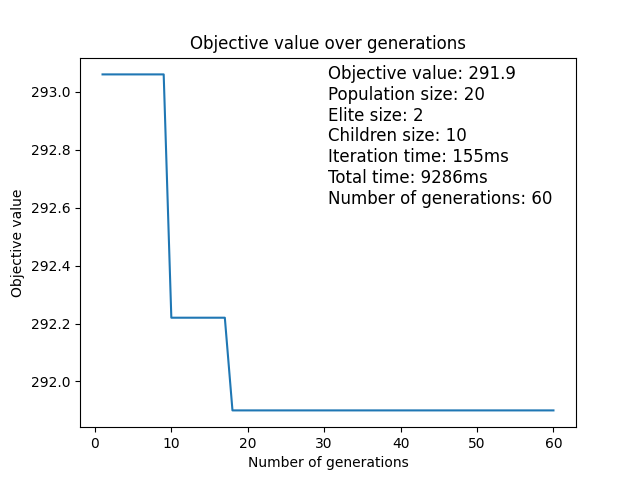 Objective value over generations
Objective value: 291.9
Population size: 20
Elite size: 2
Children size: 10
Iteration time: 155ms
Total time: 9286ms
Number of generations: 60
Objective value
293.0
292.8
292.6
292.4
292.2
292.0
0 10 20 30 40 50 60
Number of generations